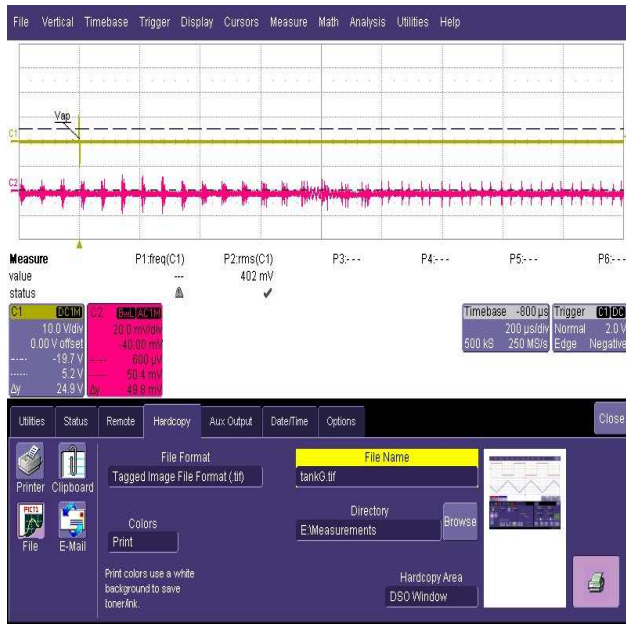 File Vertical Timebase Trigger Display Cursors Measure Math Analysis Utilities Help
Vap
C1
C2
Measure P1:freq(C1) P2:rms(C1) P3:- - - P4:- - - P5:- - - P6:- - -
value --- 402 mV
status
C1 DC1M C2 BwL AC1M Timebase -800 µs Trigger C1 DC
10.0 V/div 20.0 mV/div 200 µs/div Normal 2.0 V
0.00 V offset -40.08 mV 500 kS 250 MS/s Edge Negative
-19.7 V 600 µV
5.2 V 50.4 mV
Δy 24.9 V Δy 49.8 mV
Utilities Status Remote Hardcopy Aux Output Date/Time Options Close
File Format File Name
Printer Clipboard Tagged Image File Format (.tif) tankG.tif
Directory
Colors E:\Measurements Browse
File E-Mail Print
Print colors use a white
background to save
toner/ink.
Hardcopy Area
DSO Window